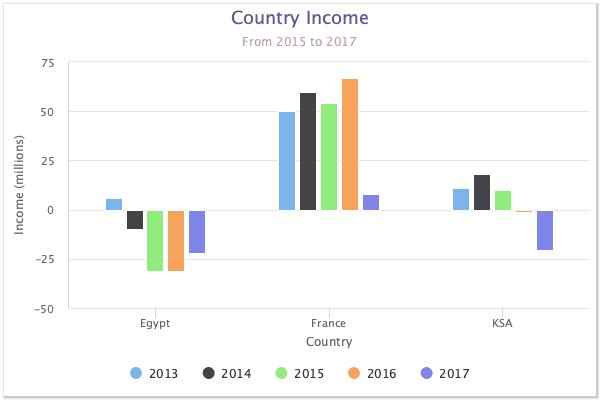 Country Income
From 2015 to 2017
Income (millions)
75
50
25
0
−25
−50
Egypt France KSA
Country
2013 2014 2015 2016 2017